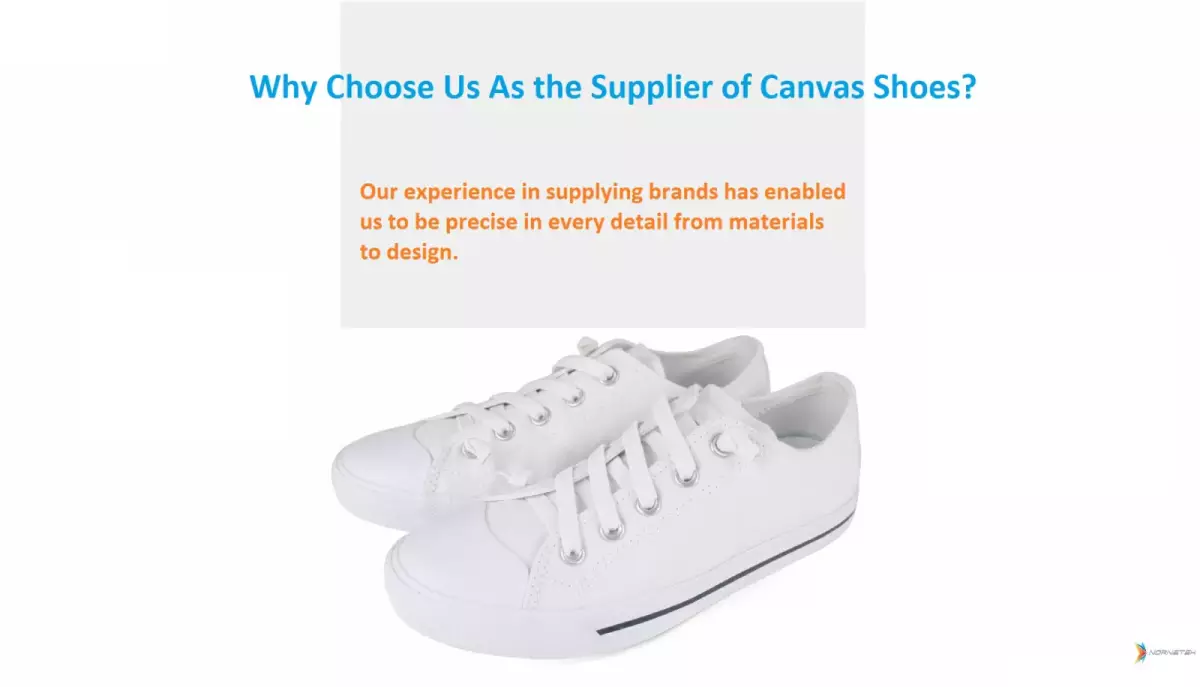 Why Choose Us As the Supplier of Canvas Shoes?
Our experience in supplying brands has enabled
us to be precise in every detail from materials
to design.